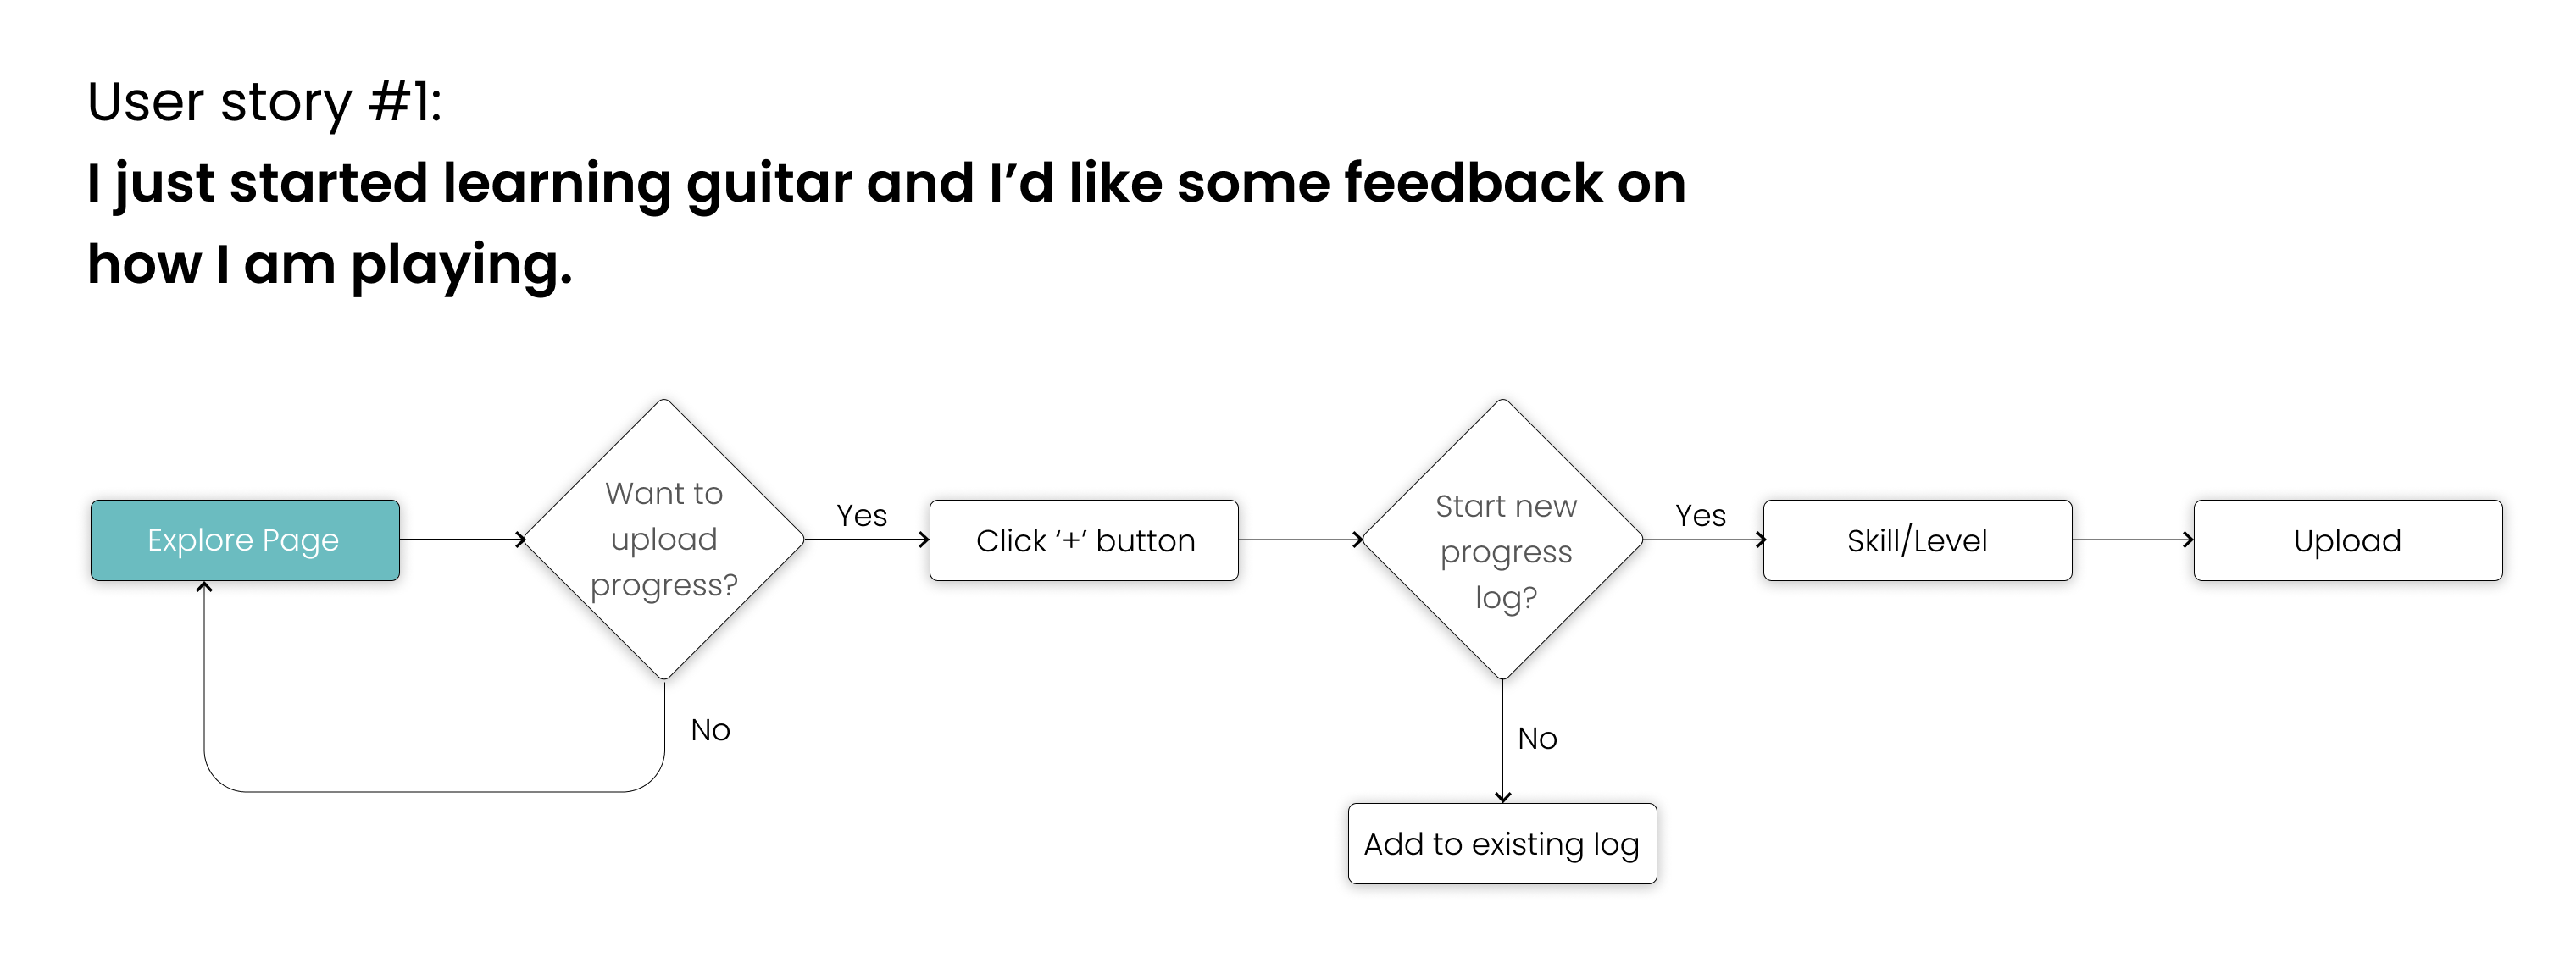 User story #1:
I just started learning guitar and I’d like some feedback on
how I am playing.
Explore Page
Want to
upload
progress?
Yes
Click ‘+’ button
Start new
progress
log?
Yes
Skill/Level
Upload
No
No
Add to existing log